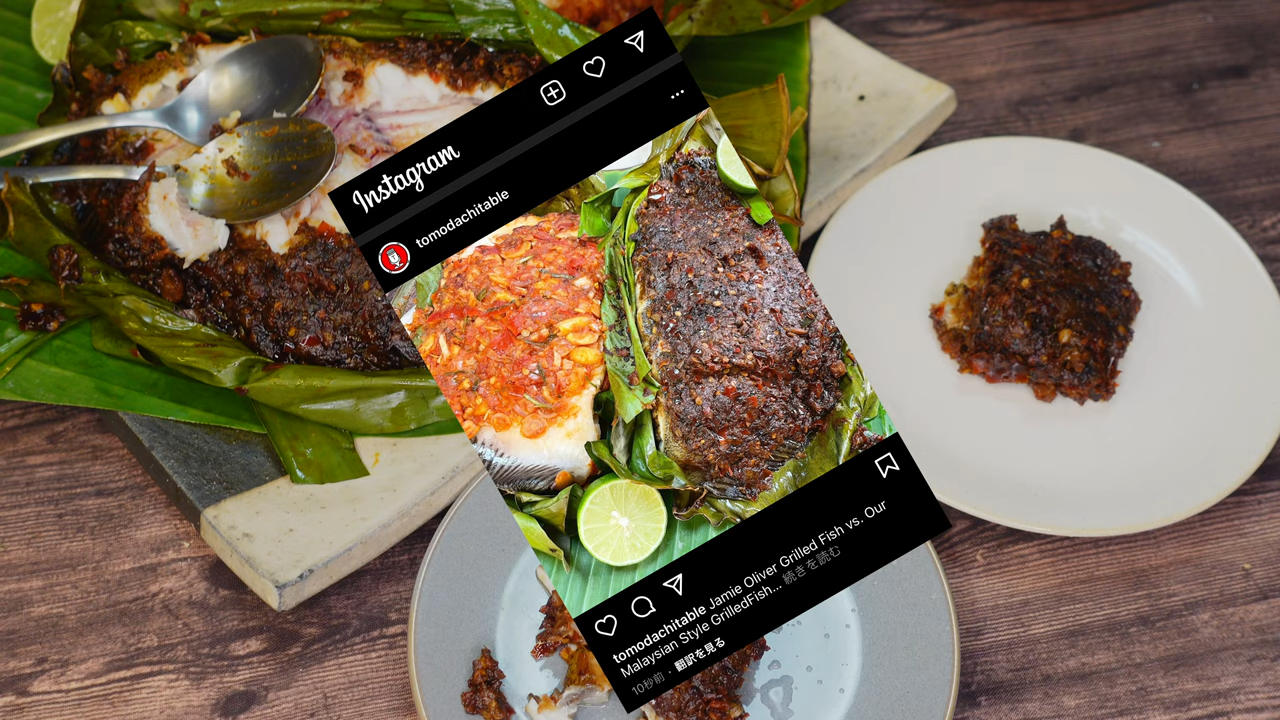 Instagram
tomodachitable
tomodachitable Jamie Oliver Grilled Fish vs. Our
Malaysian Style GrilledFish... 続きを読む
10秒前 · 翻訳を見る